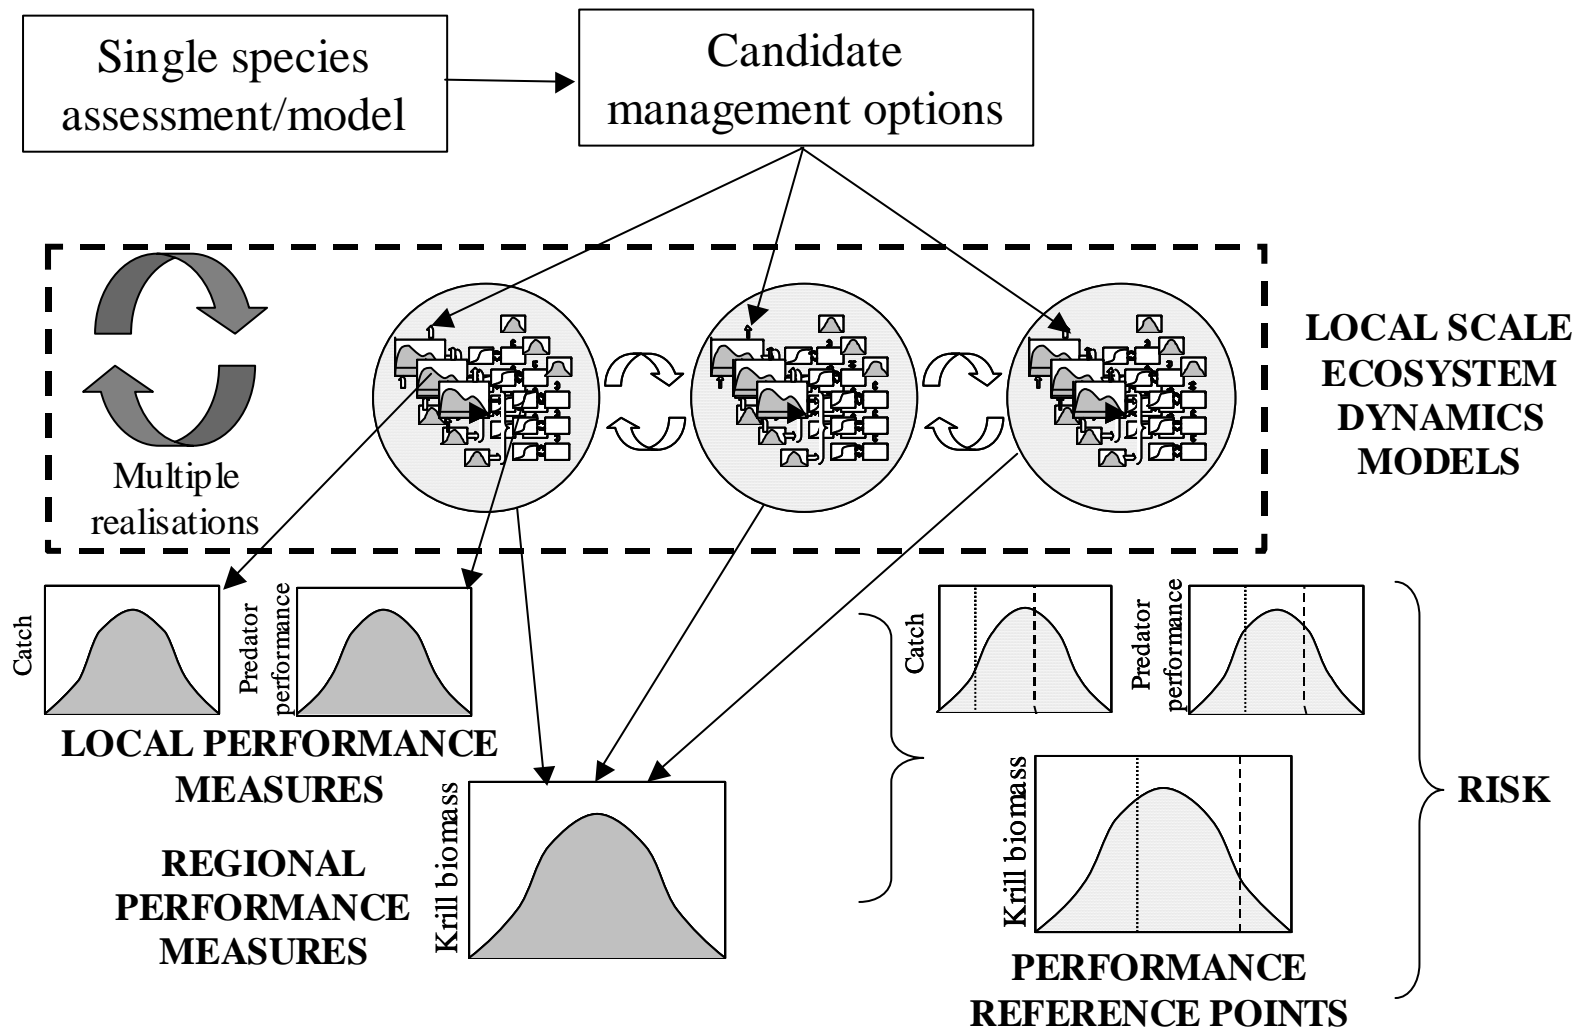 Single species
assessment/model
Candidate
management options
LOCAL SCALE
ECOSYSTEM
DYNAMICS
MODELS
Multiple
realisations
Catch
Predator
performance
LOCAL PERFORMANCE
MEASURES
Krill biomass
REGIONAL
PERFORMANCE
MEASURES
Catch
Predator
performance
Krill biomass
PERFORMANCE
REFERENCE POINTS
RISK